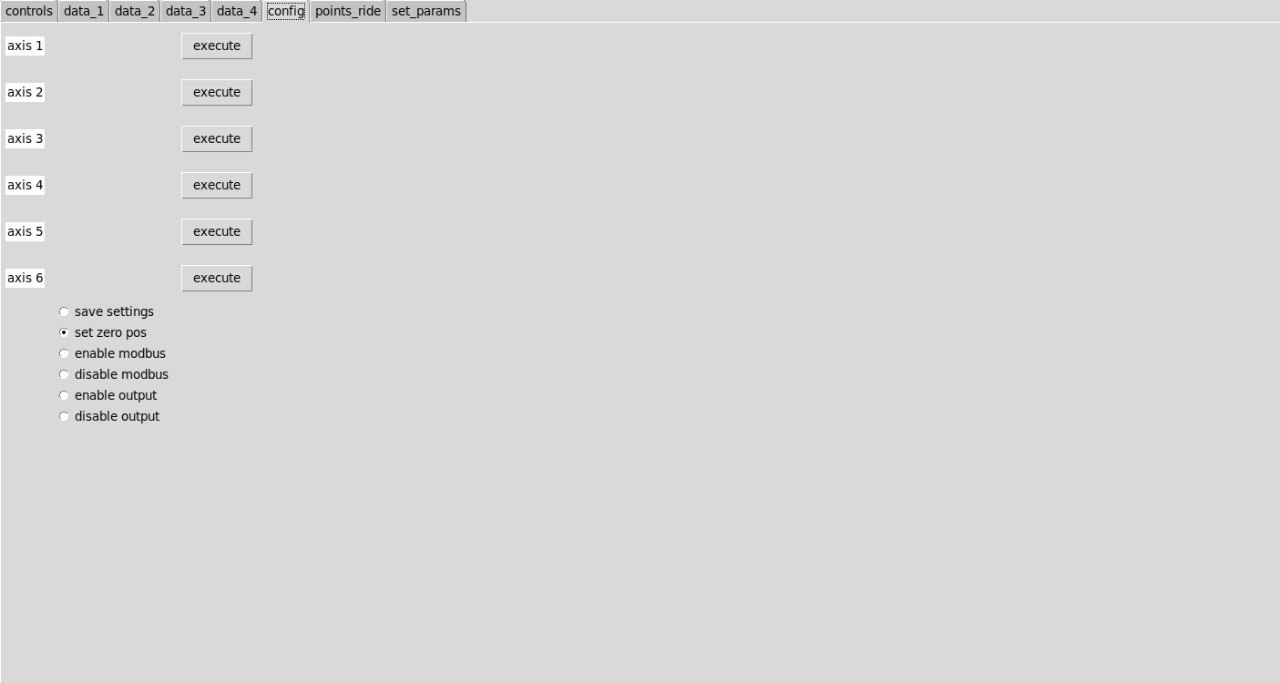 controls data_1 data_2 data_3 data_4 config points_ride set_params
axis 1 execute
axis 2 execute
axis 3 execute
axis 4 execute
axis 5 execute
axis 6 execute
save settings
set zero pos
enable modbus
disable modbus
enable output
disable output